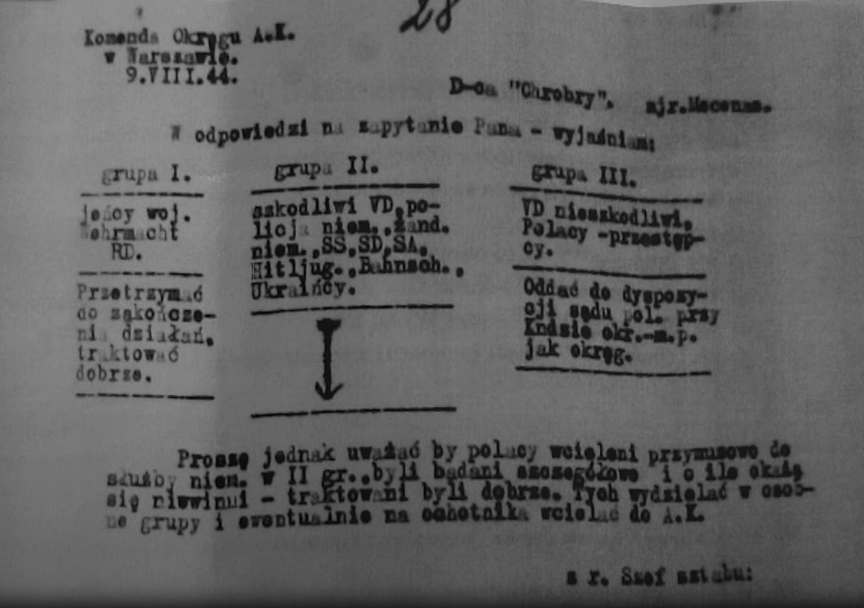 28
Komenda Okręgu A.K.
w Warszawie.
9.VIII.44.
D-ca "Chrobry". mjr.Mecenas.
W odpowiedzi na zapytanie Pana - wyjaśniam:
grupa I.
jeńcy woj.
Wehrmacht
RD.
Przetrzymać
do zakończe-
nia działań,
traktować
dobrze.
grupa II.
szkodliwi VD,po-
licja niem.,żand.
niem.,SS,SD,SA,
Hitljug.,Bahnsch.,
Ukraińcy.
grupa III.
VD nieszkodliwi,
Polacy -przestęp-
cy.
Oddać do dyspozy-
cji sądu pol. przy
Kndzie okr.-m.p.
jak okręg.
Proszę jednak uważać by polacy wcieleni przymusowo do
służby niem. w II gr.,byli badani szczegółowo i o ile okażą
się niewinni - traktowani byli dobrze. Tych wydzielać w osob-
ne grupy i ewentualnie na ochotnika wcielać do A.K.
z r. Szef sztabu: